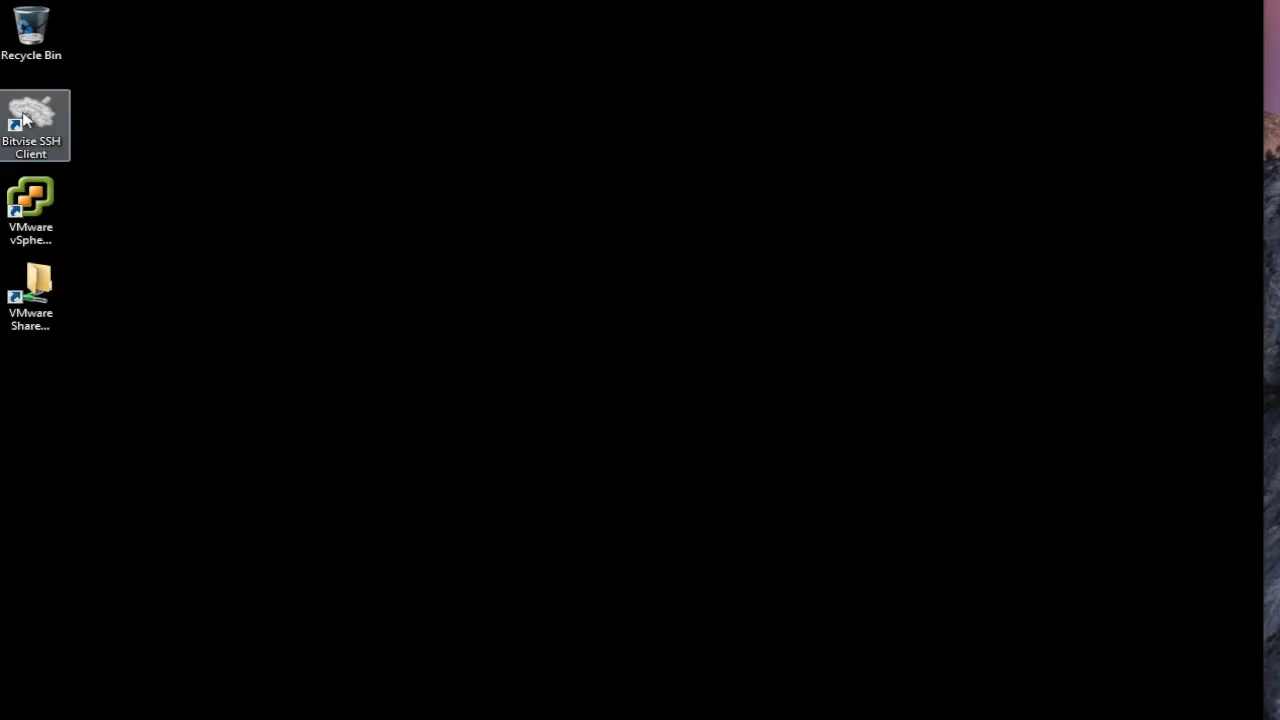 Recycle Bin
Bitvise SSH
Client
VMware
vSphe...
VMware
Share...